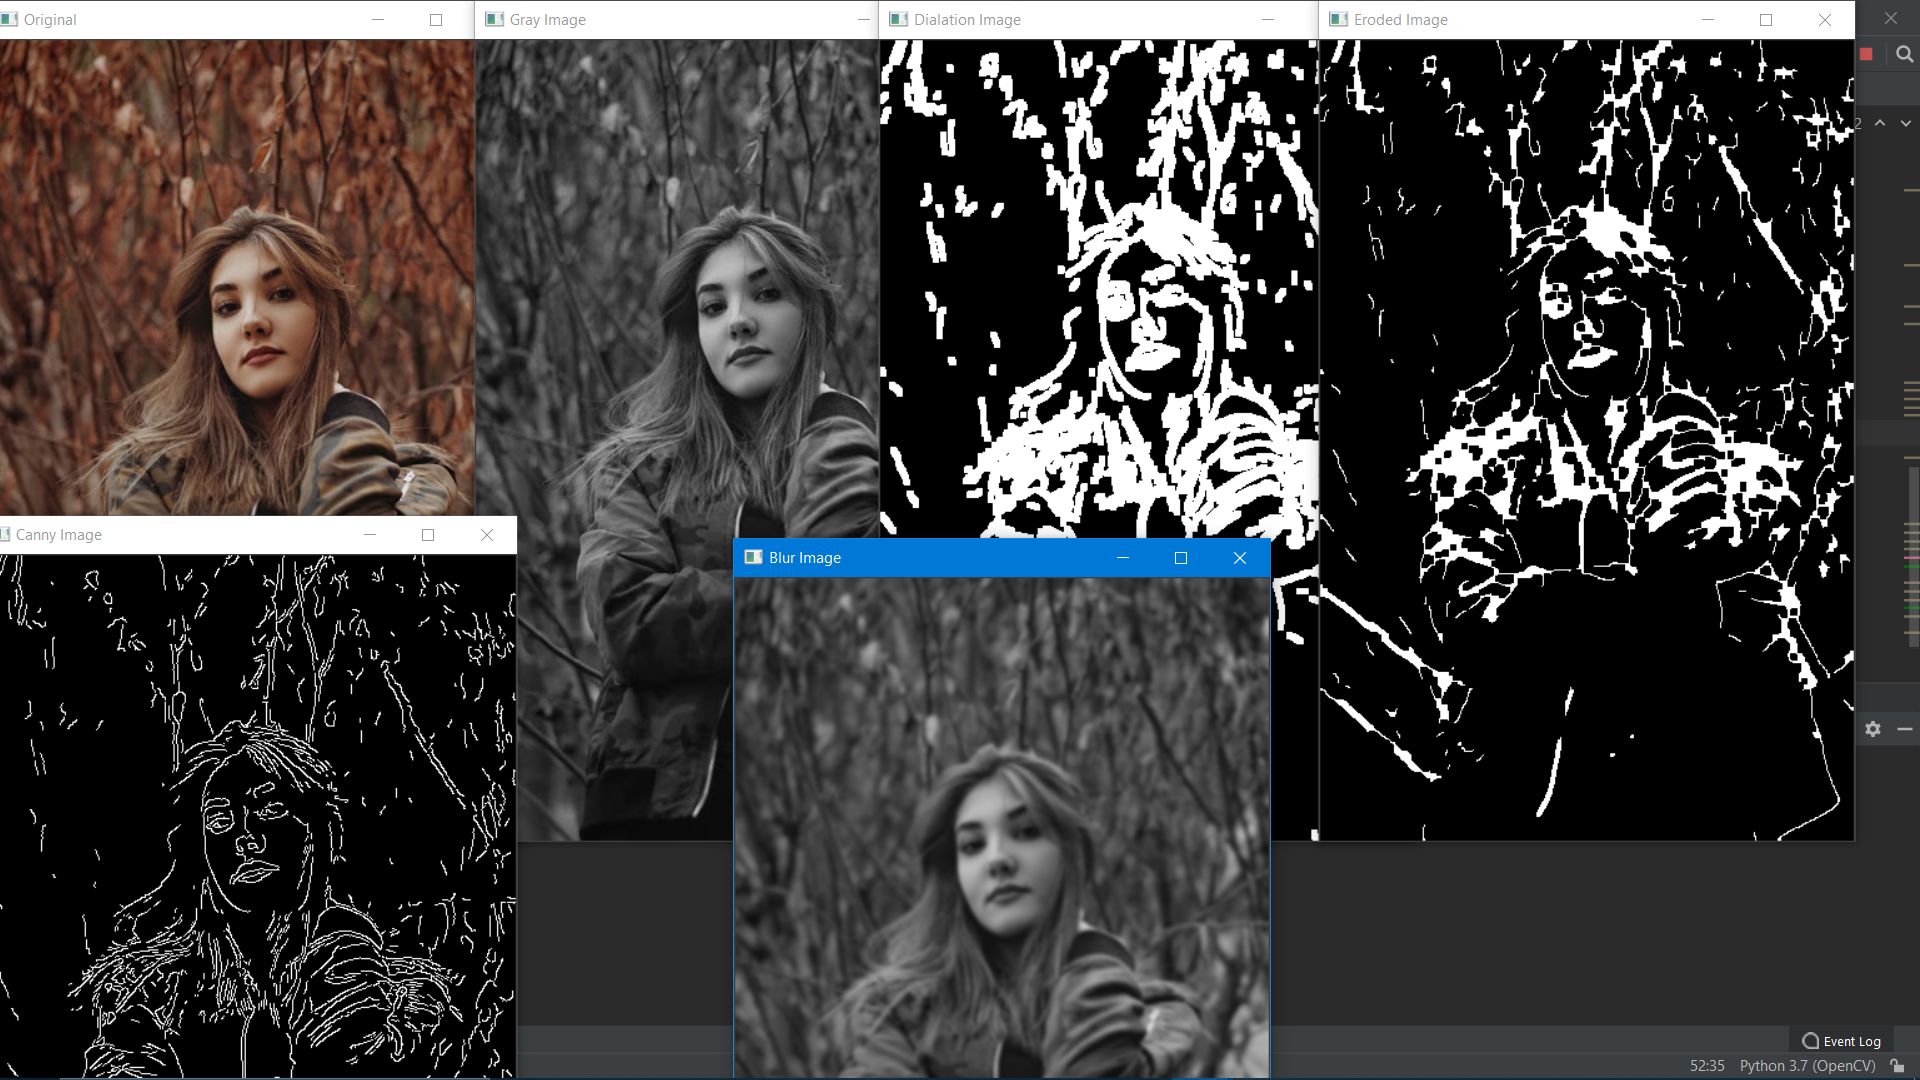 Original
Gray Image
Dialation Image
Eroded Image
2
Canny Image
Blur Image
Event Log
52:35 Python 3.7 (OpenCV)